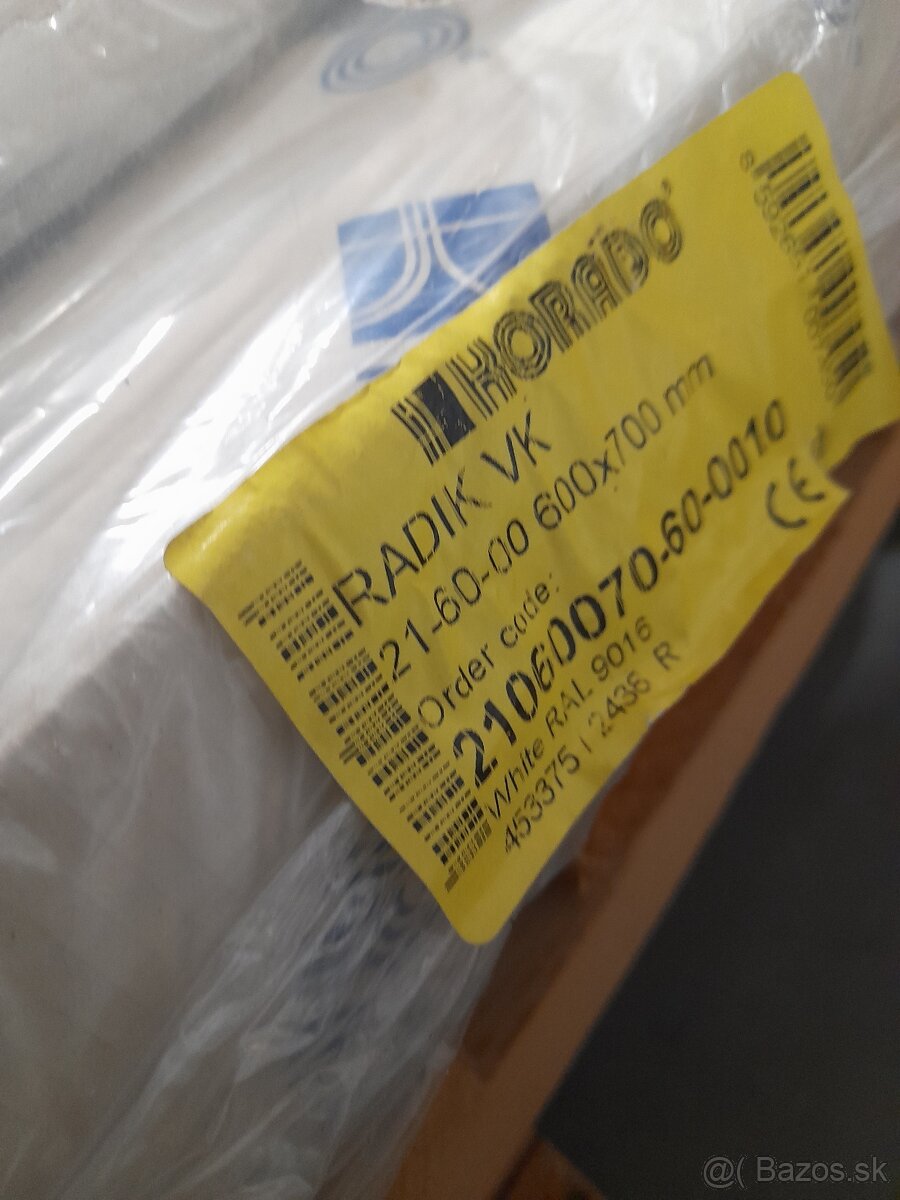 KORADO
RADIK VK
21-60-00 600x700 mm
Order code:
21060070-60-0010
White RAL 9016
453375 / 2436 R
CE
@( Bazos.sk